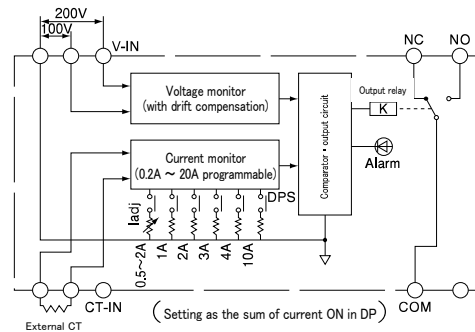 200V
100V
V-IN
NC
NO
Voltage monitor
(with drift compensation)
Comparator・output circuit
Output relay
K
Alarm
Current monitor
(0.2A ～ 20A programmable)
DPS
Iadj
0.5～2A
1A
2A
3A
4A
10A
CT-IN
COM
(Setting as the sum of current ON in DP)
External CT